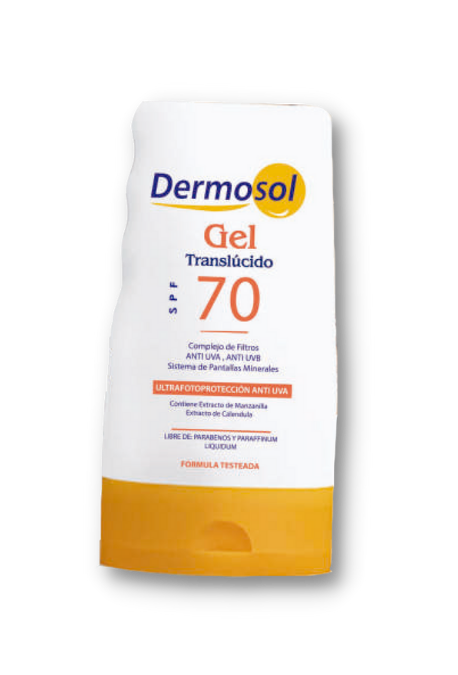 Dermosol
Gel
Translúcido
SPF 70
Complejo de Filtros
ANTI UVA , ANTI UVB
Sistema de Pantallas Minerales
ULTRAFOTOPROTECCIÓN ANTI UVA
Contiene Extracto de Manzanilla
Extracto de Calendula
LIBRE DE: PARABENOS Y PARAFFINUM
LIQUIDUM
FORMULA TESTEADA